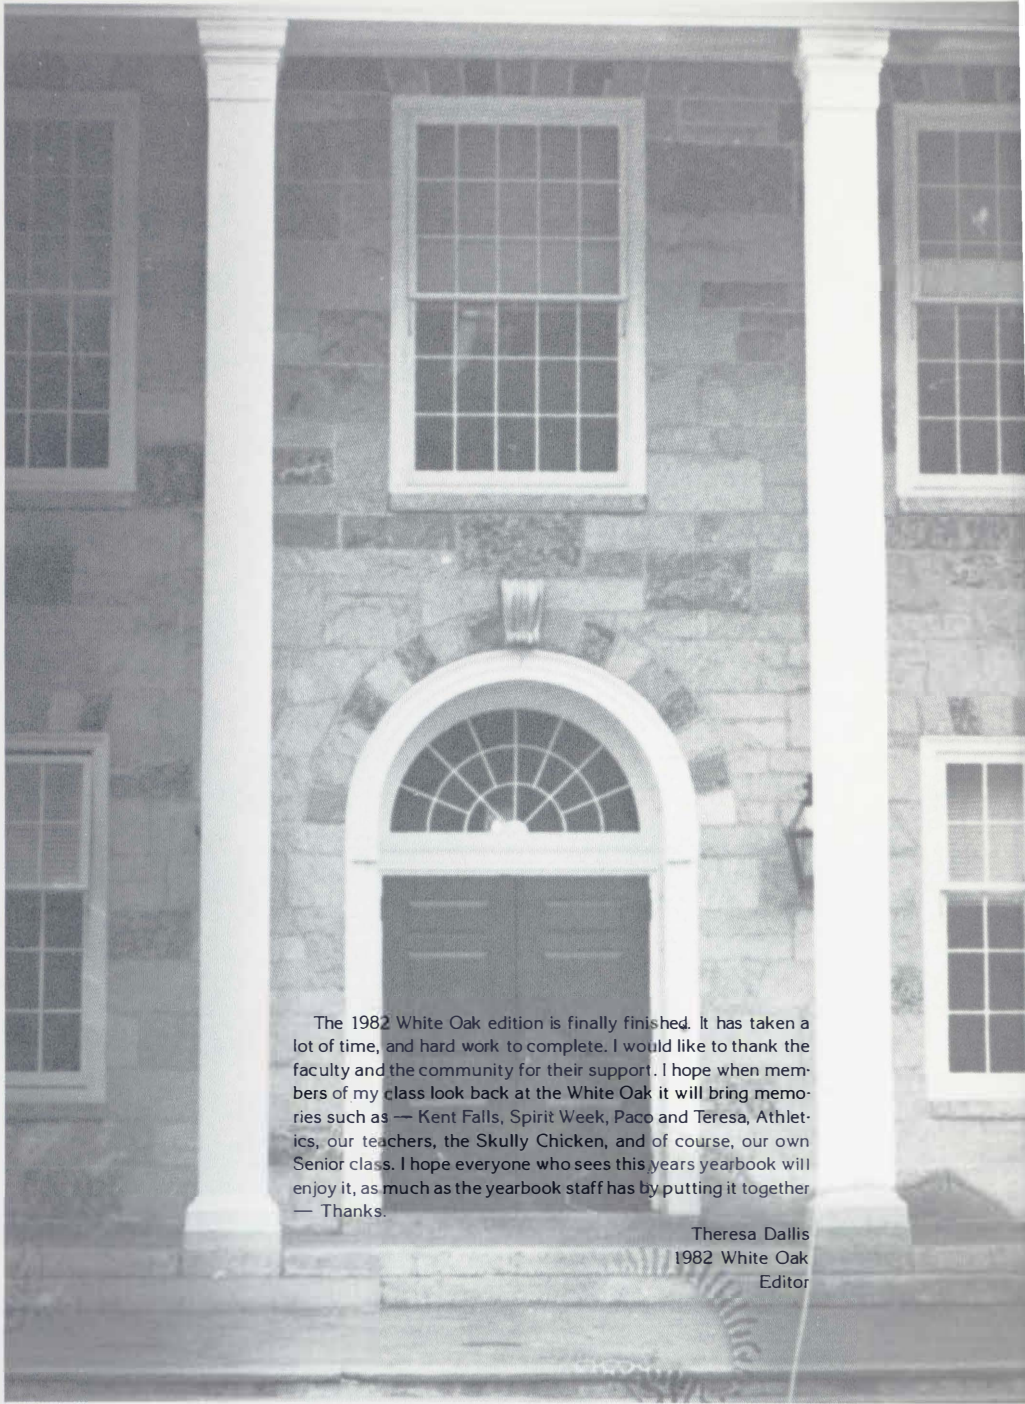 The 1982 White Oak edition is finally finished. It has taken a
lot of time, and hard work to complete. I would like to thank the
faculty and the community for their support. I hope when mem-
bers of my class look back at the White Oak it will bring memo-
ries such as — Kent Falls, Spirit Week, Paco and Teresa, Athlet-
ics, our teachers, the Skully Chicken, and of course, our own
Senior class. I hope everyone who sees this years yearbook will
enjoy it, as much as the yearbook staff has by putting it together
— Thanks.
Theresa Dallis
1982 White Oak
Editor